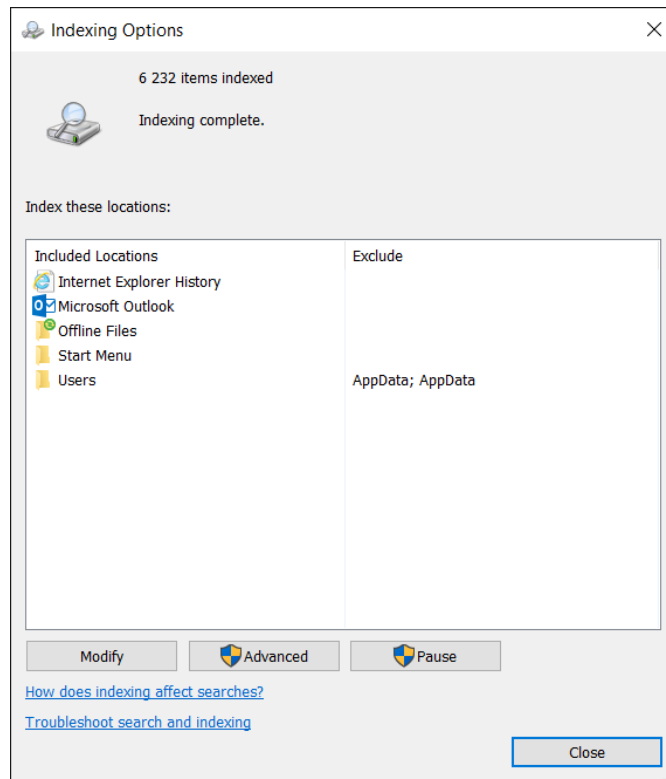 Indexing Options
6 232 items indexed
Indexing complete.
Index these locations:
Included Locations Exclude
Internet Explorer History
Microsoft Outlook
Offline Files
Start Menu
Users AppData; AppData
Modify Advanced Pause
How does indexing affect searches?
Troubleshoot search and indexing
Close